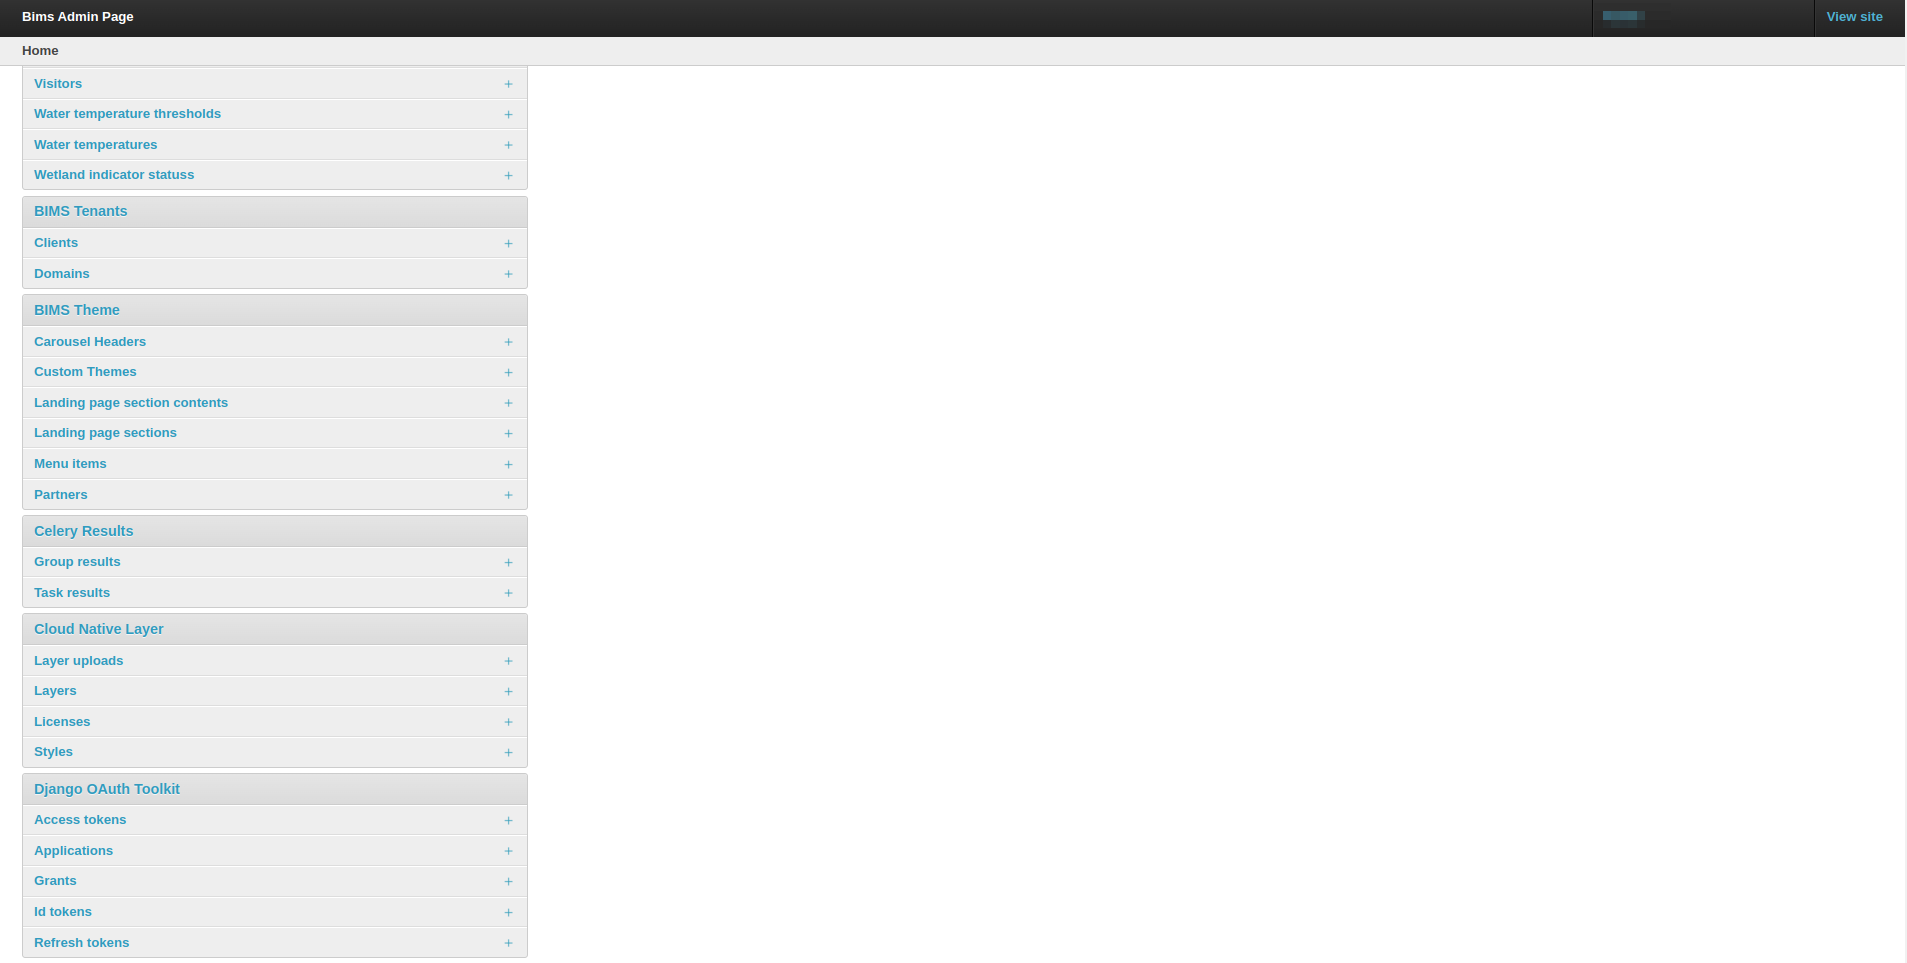 Bims Admin Page
View site
Home
Visitors +
Water temperature thresholds +
Water temperatures +
Wetland indicator statuss +
BIMS Tenants
Clients +
Domains +
BIMS Theme
Carousel Headers +
Custom Themes +
Landing page section contents +
Landing page sections +
Menu items +
Partners +
Celery Results
Group results +
Task results +
Cloud Native Layer
Layer uploads +
Layers +
Licenses +
Styles +
Django OAuth Toolkit
Access tokens +
Applications +
Grants +
Id tokens +
Refresh tokens +